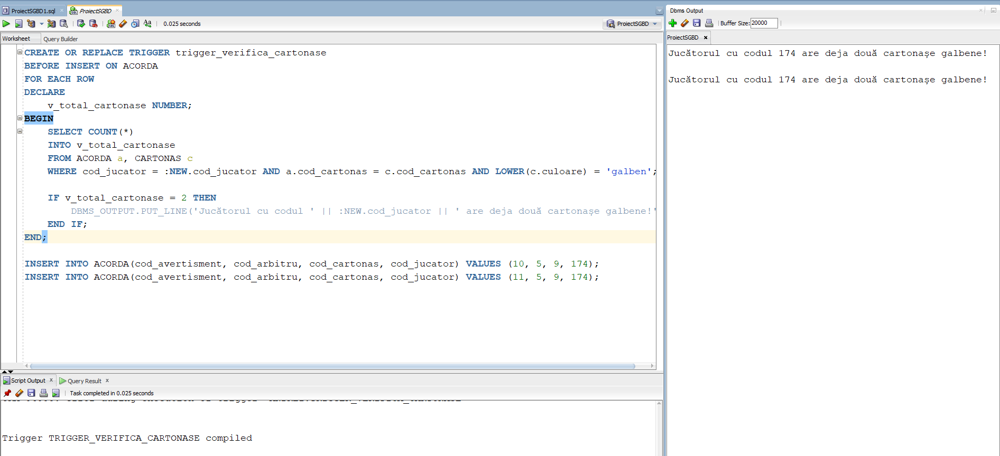 ProiectSGBD1.sql
ProiectSGBD
0.025 seconds
ProiectSGBD
Worksheet
Query Builder
CREATE OR REPLACE TRIGGER trigger_verifica_cartonase
BEFORE INSERT ON ACORDA
FOR EACH ROW
DECLARE
v_total_cartonase NUMBER;
BEGIN
SELECT COUNT(*)
INTO v_total_cartonase
FROM ACORDA a, CARTONAS c
WHERE cod_jucator = :NEW.cod_jucator AND a.cod_cartonas = c.cod_cartonas AND LOWER(c.culoare) = 'galben';
IF v_total_cartonase = 2 THEN
DBMS_OUTPUT.PUT_LINE('Jucătorul cu codul ' || :NEW.cod_jucator || ' are deja două cartonașe galbene!'
END IF;
END;
INSERT INTO ACORDA(cod_avertisment, cod_arbitru, cod_cartonas, cod_jucator) VALUES (10, 5, 9, 174);
INSERT INTO ACORDA(cod_avertisment, cod_arbitru, cod_cartonas, cod_jucator) VALUES (11, 5, 9, 174);
Script Output
Query Result
Task completed in 0.025 seconds
Trigger TRIGGER_VERIFICA_CARTONASE compiled
Dbms Output
Buffer Size: 20000
ProiectSGBD
Jucătorul cu codul 174 are deja două cartonașe galbene!
Jucătorul cu codul 174 are deja două cartonașe galbene!